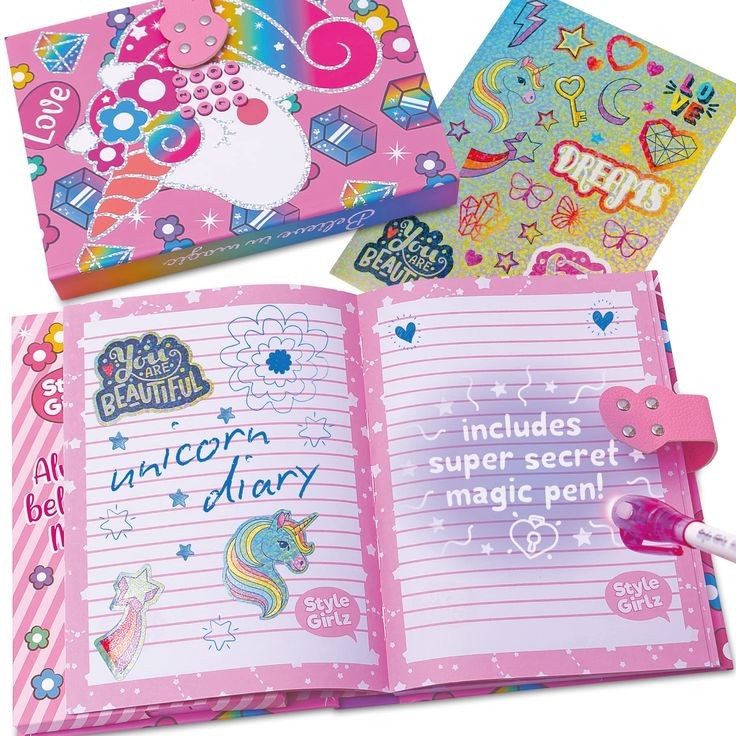 Love
Believe in magic
LOVE
DREAMS
You
ARE
BEAUTIFUL
Style
You
ARE
BEAUTIFUL
unicorn
diary
Style
Girlz
includes
super secret
magic pen!
Style
Girlz